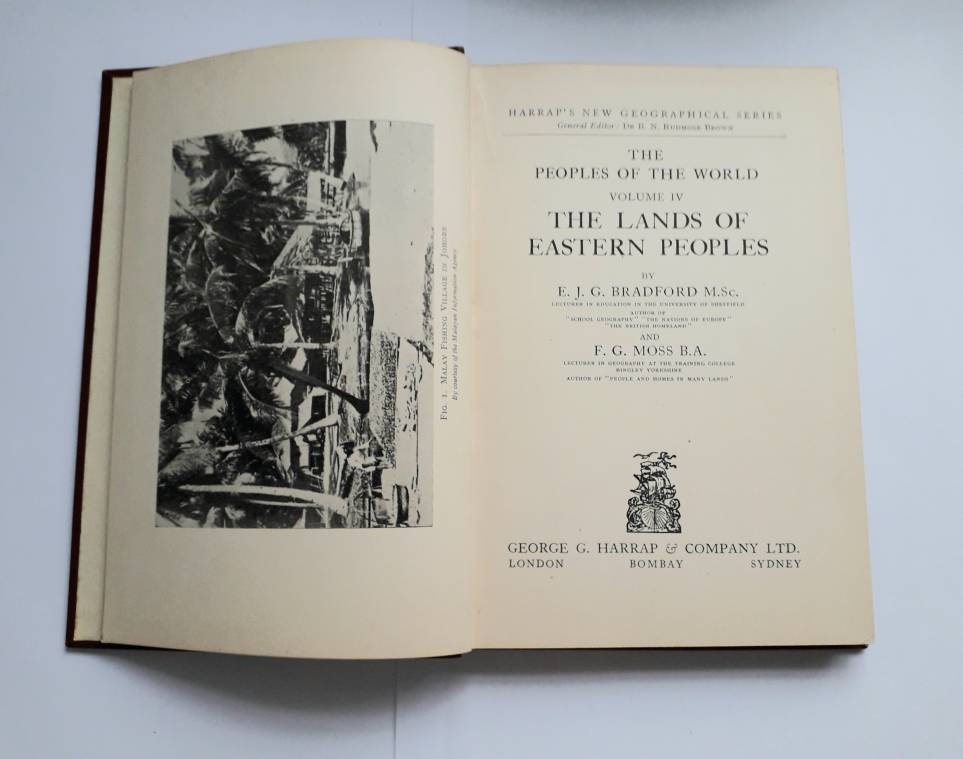 FIG. 1. MALAY FISHING VILLAGE IN JOHORE
By courtesy of the Malayan Information Agency
HARRAP'S NEW GEOGRAPHICAL SERIES
General Editor: DR R. N. RUDMOSE BROWN
THE
PEOPLES OF THE WORLD
VOLUME IV
THE LANDS OF
EASTERN PEOPLES
BY
E. J. G. BRADFORD M.Sc.
LECTURER IN EDUCATION IN THE UNIVERSITY OF SHEFFIELD
AUTHOR OF
"SCHOOL GEOGRAPHY" "THE NATIONS OF EUROPE"
"THE BRITISH HOMELAND"
AND
F. G. MOSS B.A.
LECTURER IN GEOGRAPHY AT THE TRAINING COLLEGE
BINGLEY YORKSHIRE
AUTHOR OF "PEOPLE AND HOMES IN MANY LANDS"
GEORGE G. HARRAP & COMPANY LTD.
LONDON BOMBAY SYDNEY